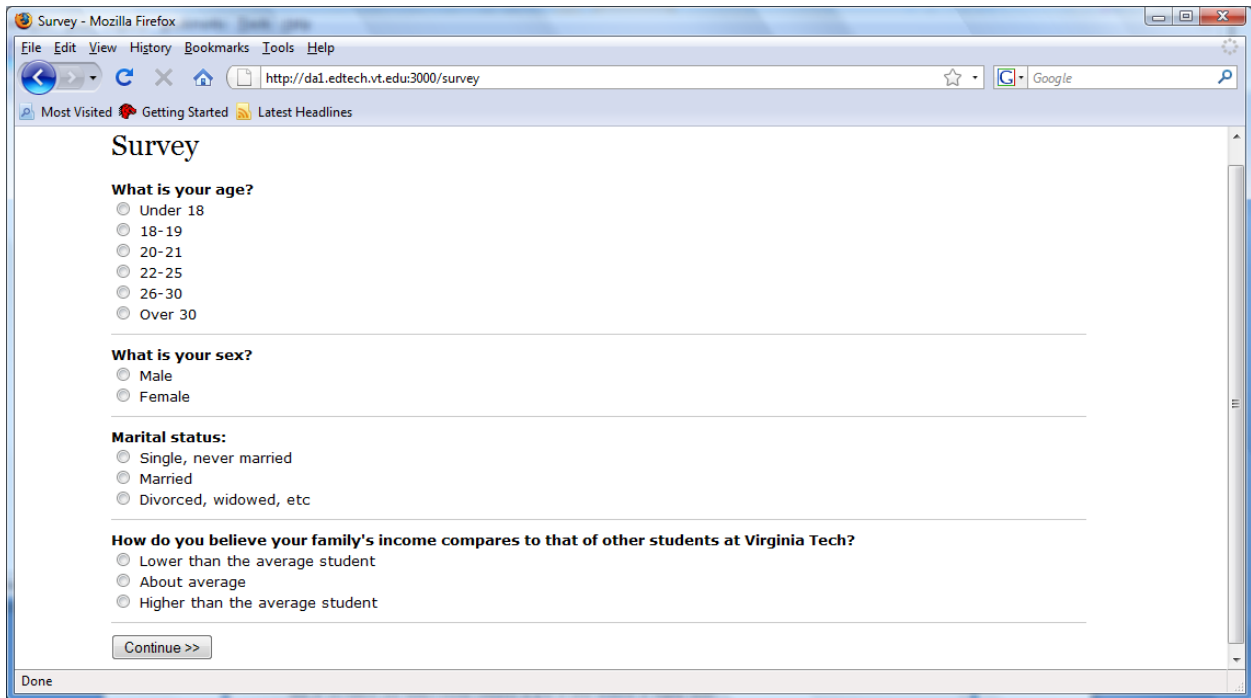 Survey - Mozilla Firefox
File Edit View History Bookmarks Tools Help
http://da1.edtech.vt.edu:3000/survey
G Google
Most Visited Getting Started Latest Headlines
Survey
What is your age?
Under 18
18-19
20-21
22-25
26-30
Over 30
What is your sex?
Male
Female
Marital status:
Single, never married
Married
Divorced, widowed, etc
How do you believe your family's income compares to that of other students at Virginia Tech?
Lower than the average student
About average
Higher than the average student
Continue >>
Done